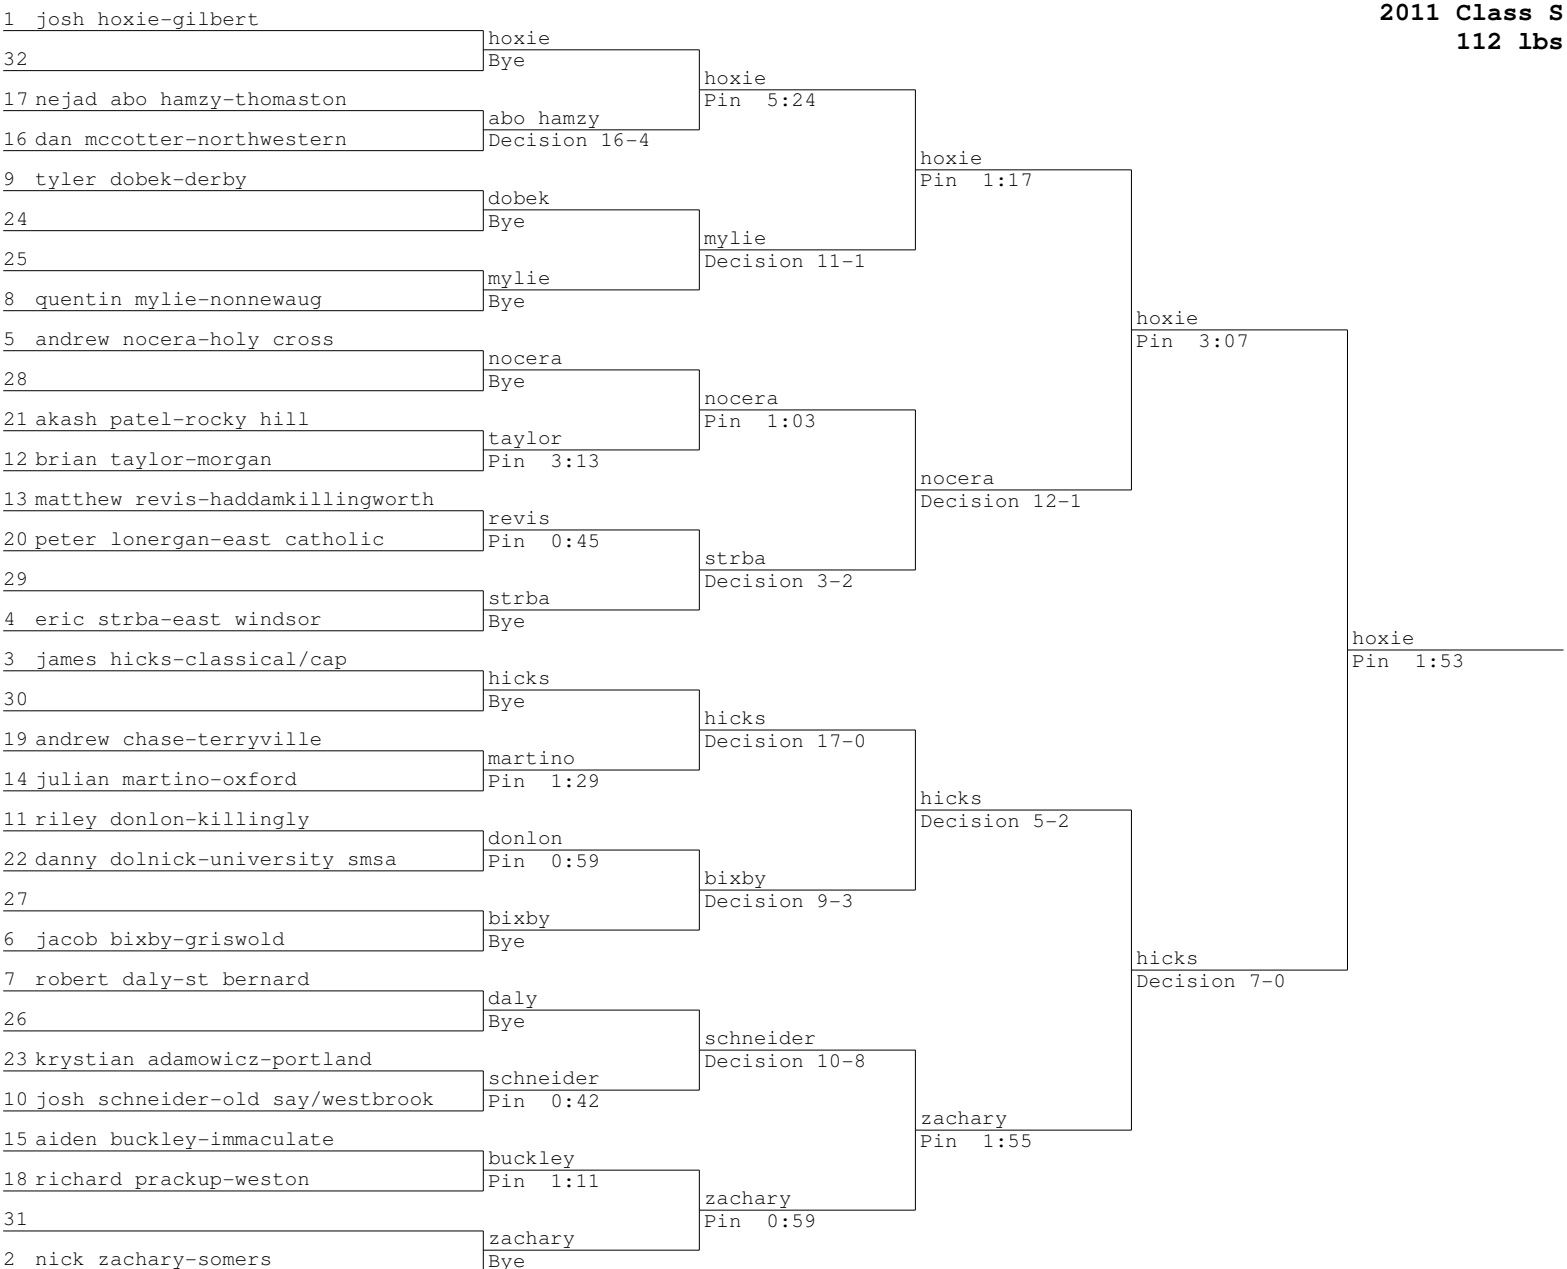 2011 Class S
112 lbs
1 josh hoxie-gilbert
32
17 nejad abo hamzy-thomaston
16 dan mccotter-northwestern
9 tyler dobek-derby
24
25
8 quentin mylie-nonnewaug
5 andrew nocera-holy cross
28
21 akash patel-rocky hill
12 brian taylor-morgan
13 matthew revis-haddamkillingworth
20 peter lonergan-east catholic
29
4 eric strba-east windsor
3 james hicks-classical/cap
30
19 andrew chase-terryville
14 julian martino-oxford
11 riley donlon-killingly
22 danny dolnick-university smsa
27
6 jacob bixby-griswold
7 robert daly-st bernard
26
23 krystian adamowicz-portland
10 josh schneider-old say/westbrook
15 aiden buckley-immaculate
18 richard prackup-weston
31
2 nick zachary-somers
hoxie
Bye
abo hamzy
Decision 16-4
dobek
Bye
mylie
Bye
nocera
Bye
taylor
Pin 3:13
revis
Pin 0:45
strba
Bye
hicks
Bye
martino
Pin 1:29
donlon
Pin 0:59
bixby
Bye
daly
Bye
schneider
Pin 0:42
buckley
Pin 1:11
zachary
Bye
hoxie
Pin 5:24
mylie
Decision 11-1
nocera
Pin 1:03
strba
Decision 3-2
hicks
Decision 17-0
bixby
Decision 9-3
schneider
Decision 10-8
zachary
Pin 0:59
hoxie
Pin 1:17
nocera
Decision 12-1
hicks
Decision 5-2
zachary
Pin 1:55
hoxie
Pin 3:07
hicks
Decision 7-0
hoxie
Pin 1:53